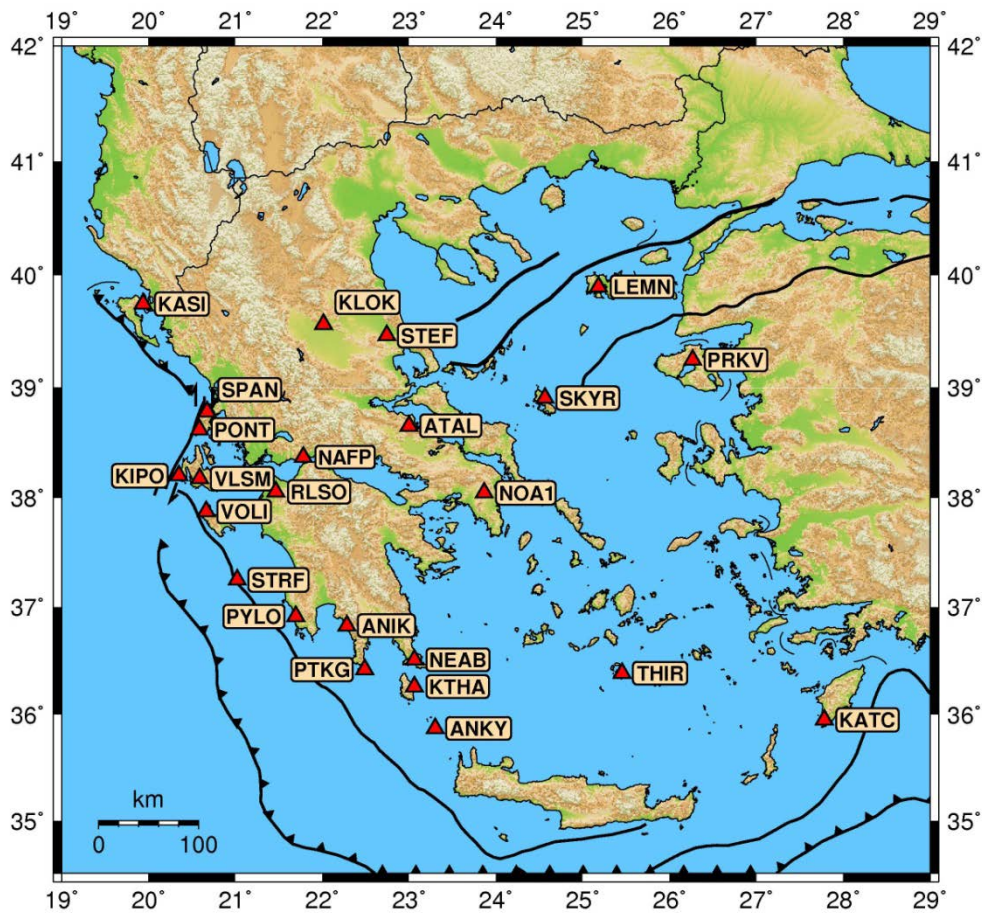 19 20 21 22 23 24 25 26 27 28 29
42° 42°
41° 41°
40° 40°
39° 39°
38° 38°
37° 37°
36° 36°
35° 35°
KASI
KLOK
LEMN
STEF
PRKV
SPAN
SKYR
PONT
ATAL
NAFP
KIPO
VLSM
RLSO
NOA1
VOLI
STRF
PYLO
ANIK
PTKG
NEAB
THIR
KTHA
KATC
ANKY
km
0 100
19 20 21 22 23 24 25 26 27 28 29